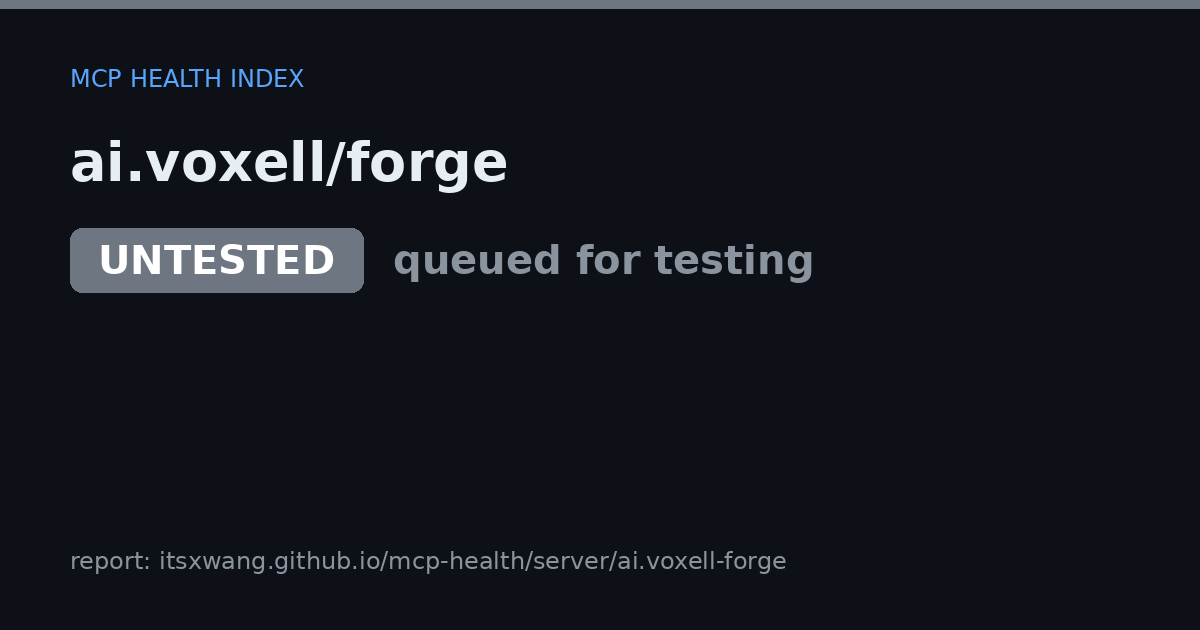 MCP HEALTH INDEX
ai.voxell/forge
UNTESTED queued for testing
report: itsxwang.github.io/mcp-health/server/ai.voxell-forge